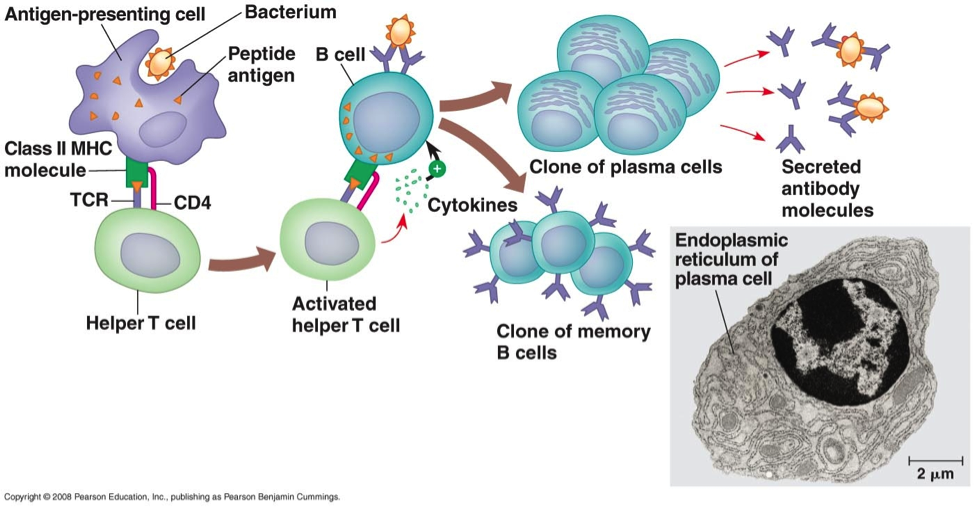 Antigen-presenting cell
Bacterium
Peptide
antigen
B cell
Class II MHC
molecule
TCR
CD4
Helper T cell
Activated
helper T cell
+
Cytokines
Clone of plasma cells
Secreted
antibody
molecules
Clone of memory
B cells
Endoplasmic
reticulum of
plasma cell
2 µm
Copyright © 2008 Pearson Education, Inc., publishing as Pearson Benjamin Cummings.